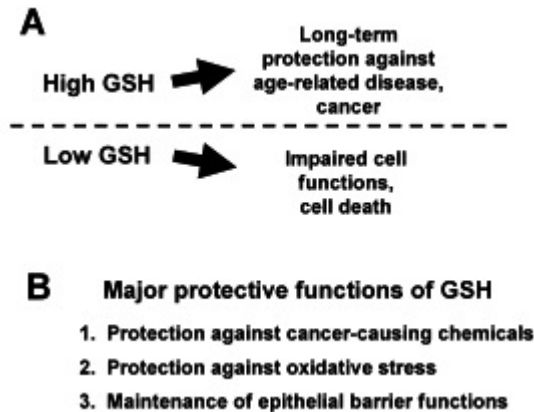 A
High GSH
Long-term
protection against
age-related disease,
cancer
Low GSH
Impaired cell
functions,
cell death
B Major protective functions of GSH
1. Protection against cancer-causing chemicals
2. Protection against oxidative stress
3. Maintenance of epithelial barrier functions